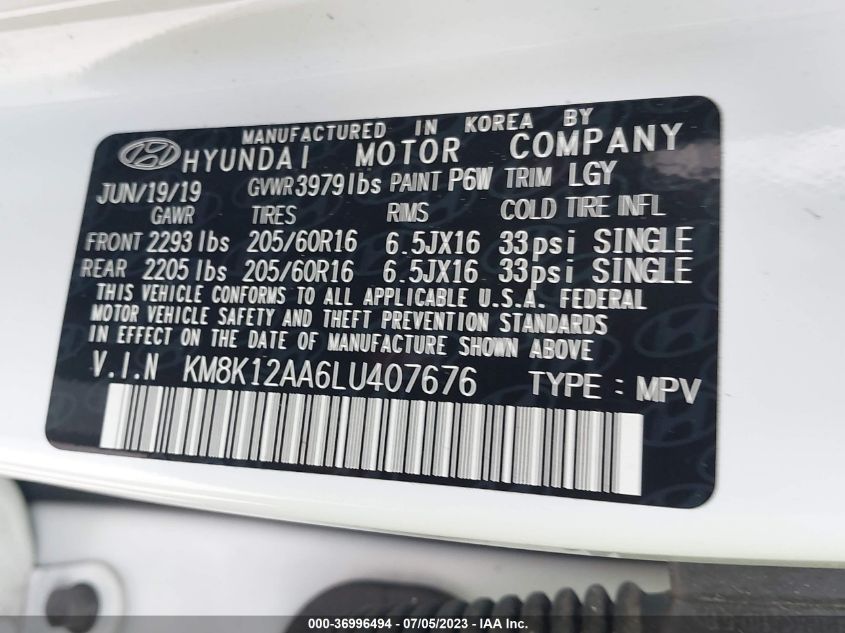 MANUFACTURED IN KOREA BY
HYUNDAI MOTOR COMPANY
JUN/19/19 GVWR 3979lbs PAINT P6W TRIM LGY
GAWR TIRES RIMS COLD TIRE INFL
FRONT 2293 lbs 205/60R16 6.5JX16 33psi SINGLE
REAR 2205 lbs 205/60R16 6.5JX16 33psi SINGLE
THIS VEHICLE CONFORMS TO ALL APPLICABLE U.S.A. FEDERAL
MOTOR VEHICLE SAFETY AND THEFT PREVENTION STANDARDS
IN EFFECT ON THE DATE OF MANUFACTURE SHOWN ABOVE
V.I.N KM8K12AA6LU407676 TYPE : MPV
000-36996494 - 07/05/2023 - IAA Inc.